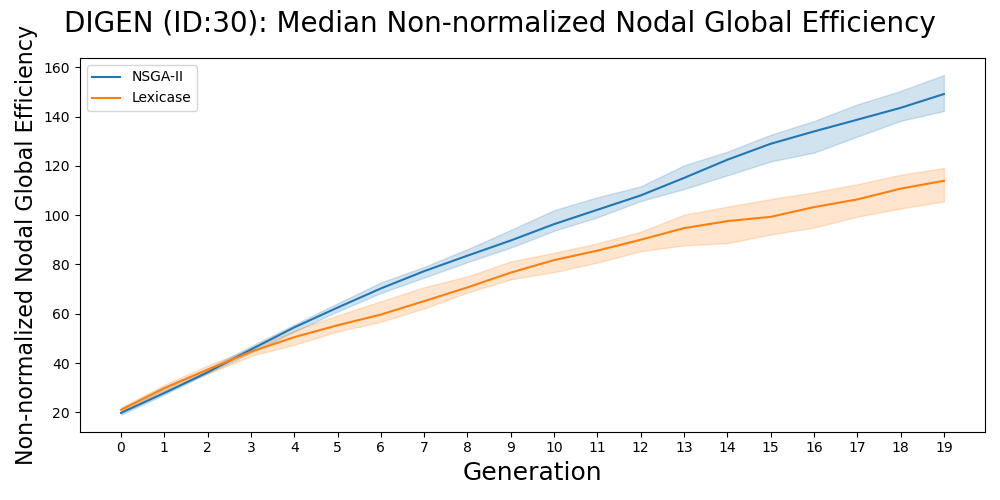 DIGEN (ID:30): Median Non-normalized Nodal Global Efficiency
Non-normalized Nodal Global Efficiency
160
140
120
100
80
60
40
20
NSGA-II
Lexicase
0 1 2 3 4 5 6 7 8 9 10 11 12 13 14 15 16 17 18 19
Generation